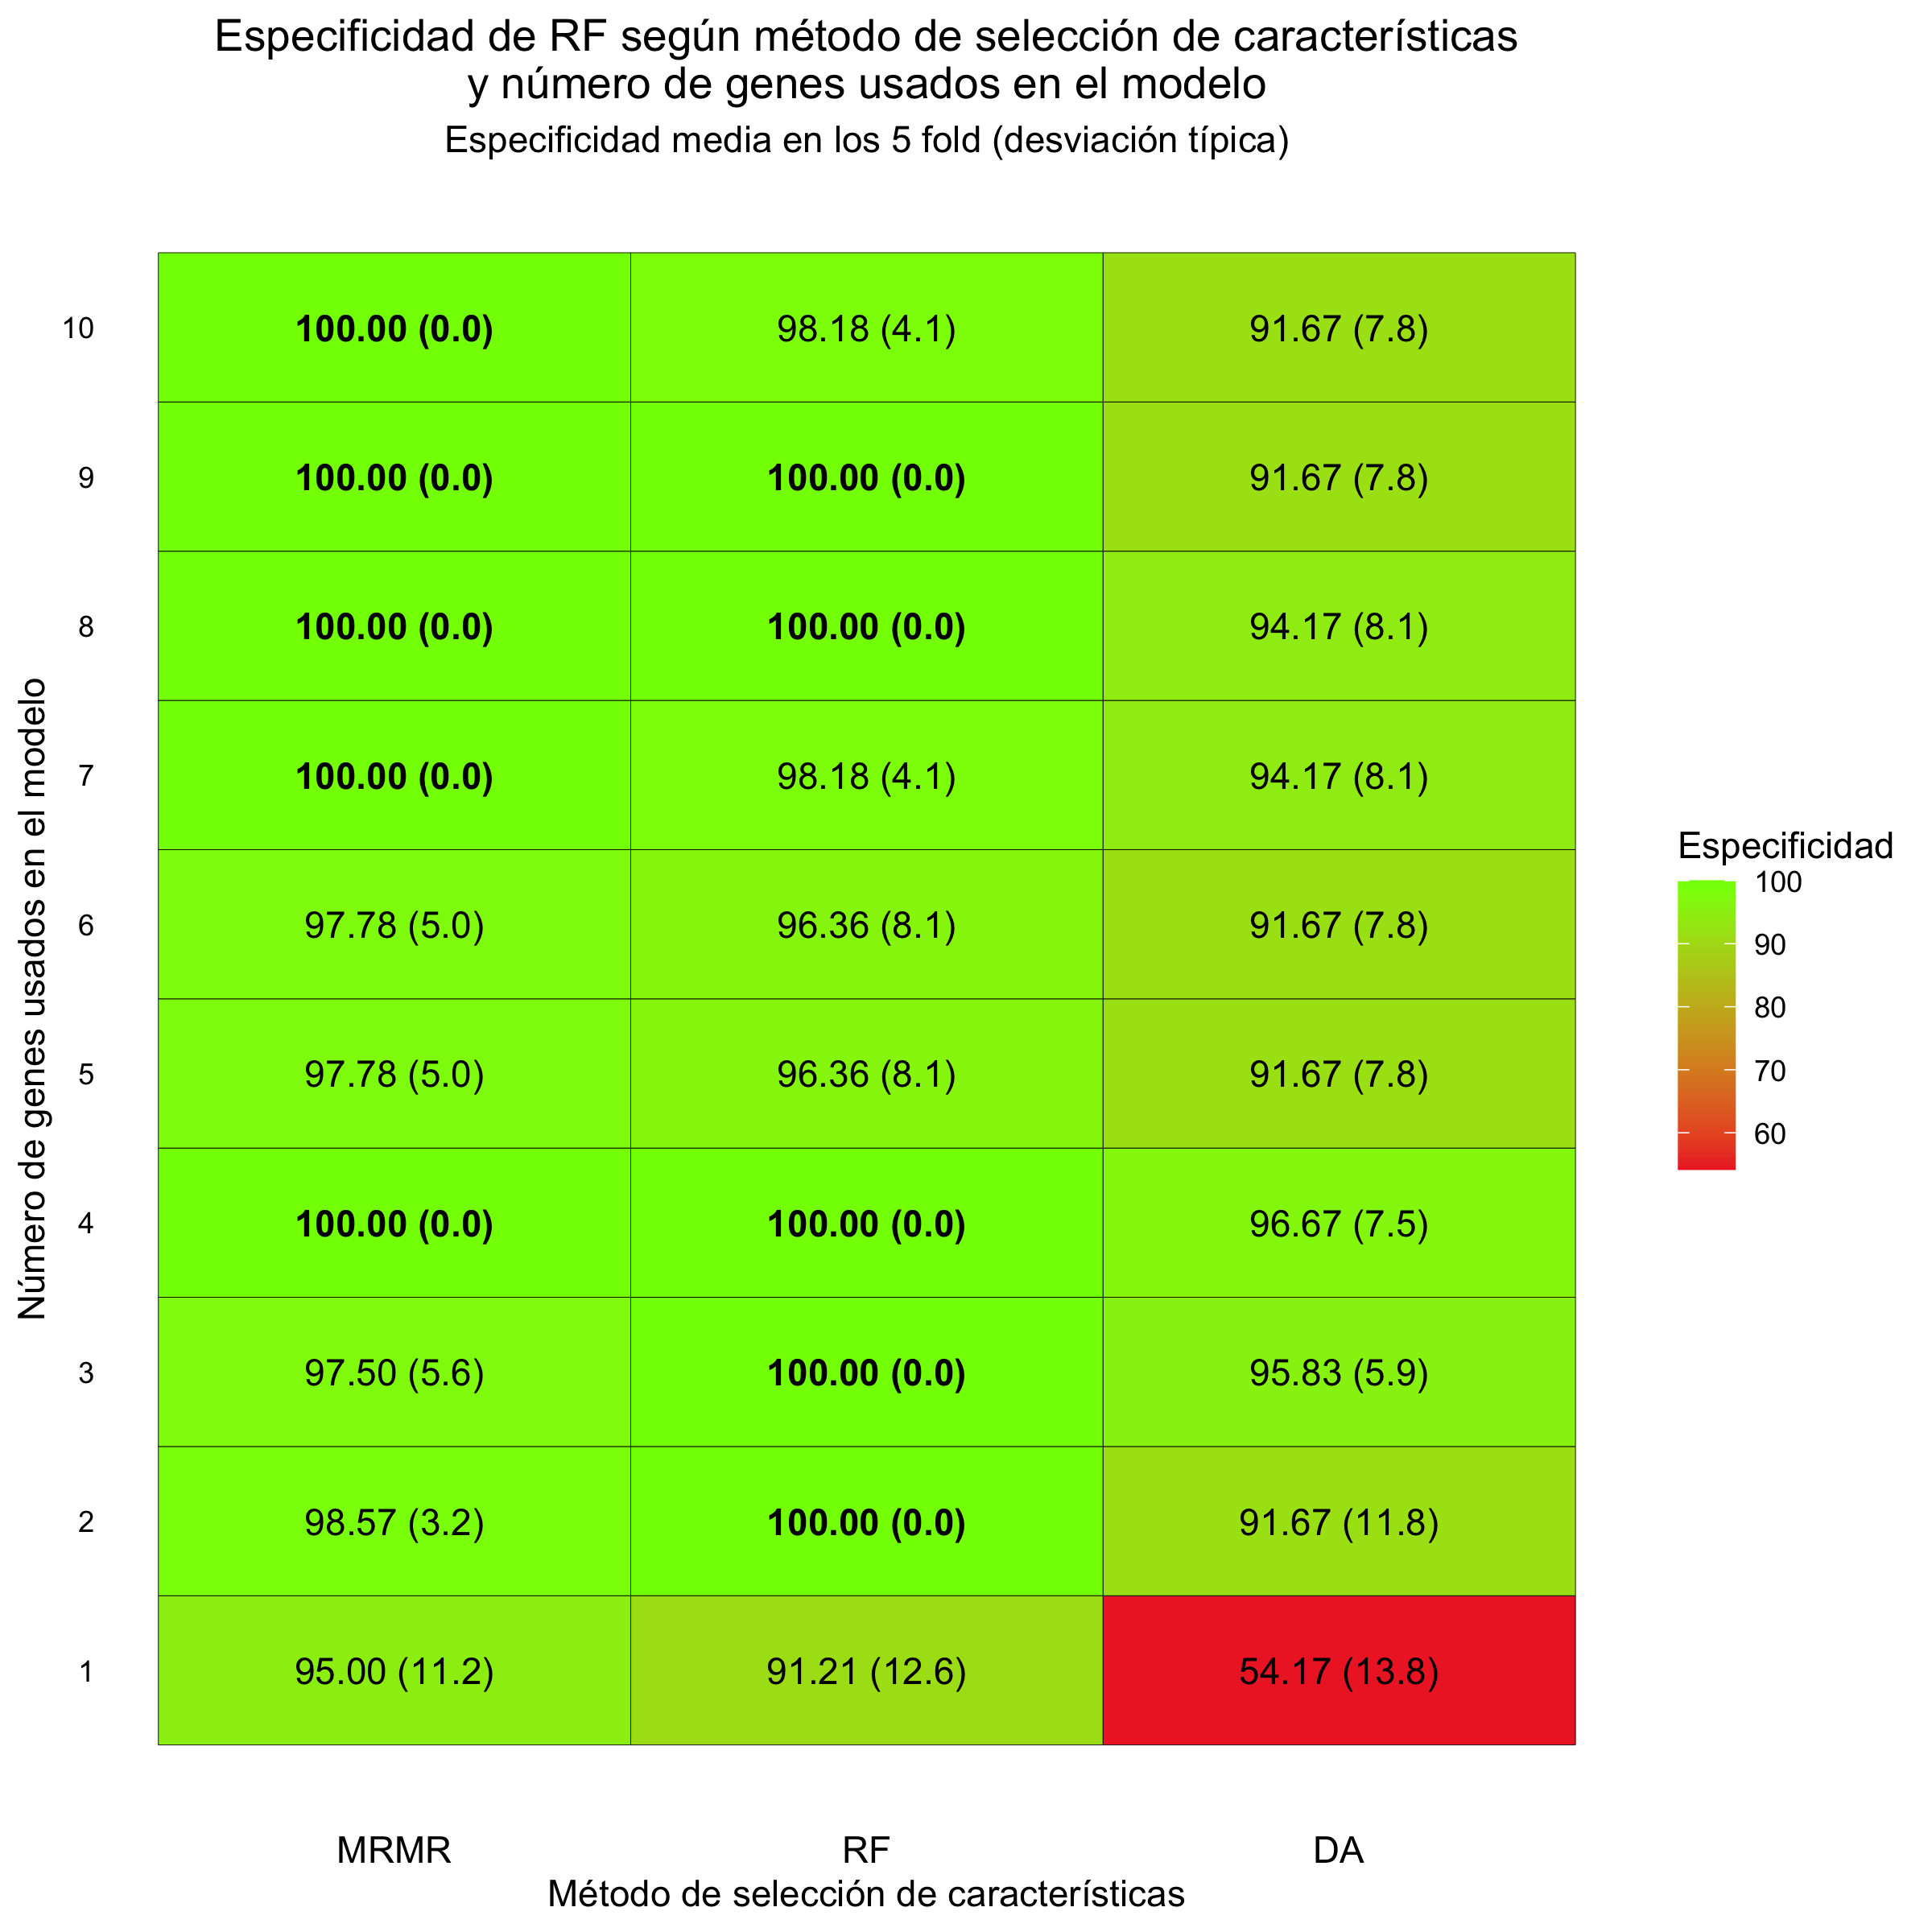 Especificidad de RF según método de selección de características
y número de genes usados en el modelo
Especificidad media en los 5 fold (desviación típica)
Número de genes usados en el modelo
10 100.00 (0.0) 98.18 (4.1) 91.67 (7.8)
9 100.00 (0.0) 100.00 (0.0) 91.67 (7.8)
8 100.00 (0.0) 100.00 (0.0) 94.17 (8.1)
7 100.00 (0.0) 98.18 (4.1) 94.17 (8.1)
6 97.78 (5.0) 96.36 (8.1) 91.67 (7.8)
5 97.78 (5.0) 96.36 (8.1) 91.67 (7.8)
4 100.00 (0.0) 100.00 (0.0) 96.67 (7.5)
3 97.50 (5.6) 100.00 (0.0) 95.83 (5.9)
2 98.57 (3.2) 100.00 (0.0) 91.67 (11.8)
1 95.00 (11.2) 91.21 (12.6) 54.17 (13.8)
MRMR RF DA
Método de selección de características
Especificidad
100
90
80
70
60